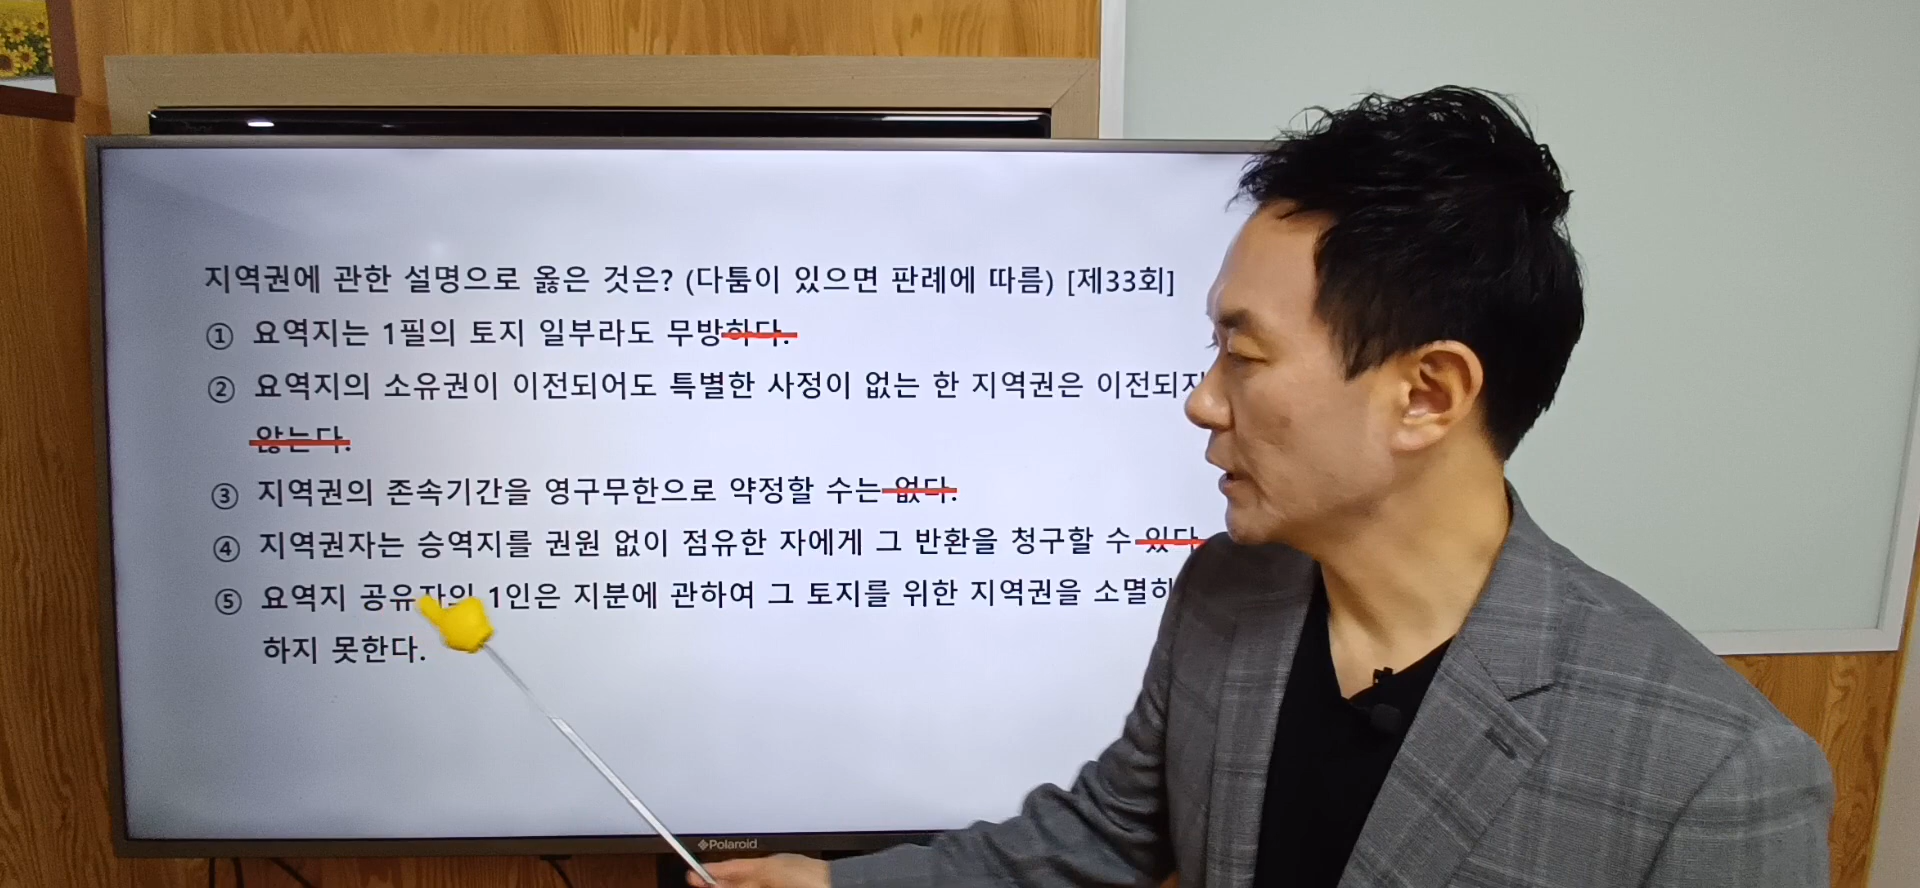 지역권에 관한 설명으로 옳은 것은? (다툼이 있으면 판례에 따름) [제33회]
① 요역지는 1필의 토지 일부라도 무방하다.
② 요역지의 소유권이 이전되어도 특별한 사정이 없는 한 지역권은 이전되지
않는다.
③ 지역권의 존속기간을 영구무한으로 약정할 수는 없다.
④ 지역권자는 승역지를 권원 없이 점유한 자에게 그 반환을 청구할 수 있다.
⑤ 요역지 공유자의 1인은 지분에 관하여 그 토지를 위한 지역권을 소멸하
하지 못한다.
Polaroid